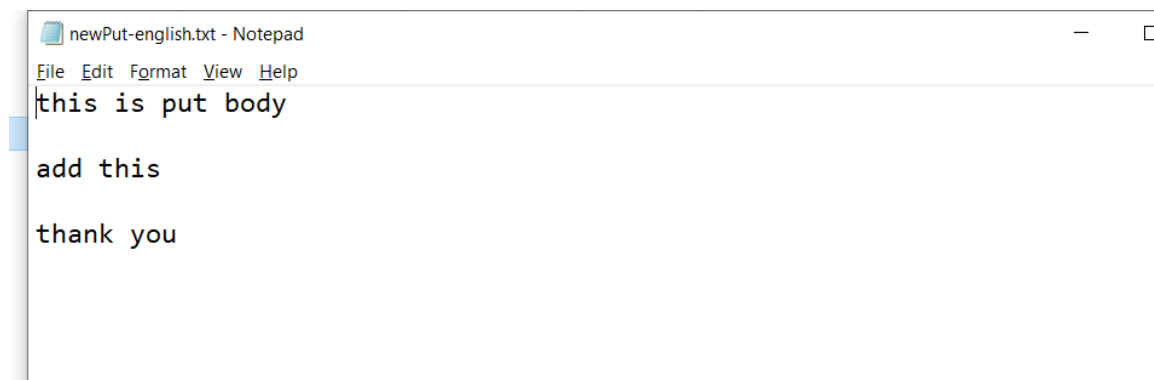 newPut-english.txt - Notepad
File Edit Format View Help
this is put body
add this
thank you